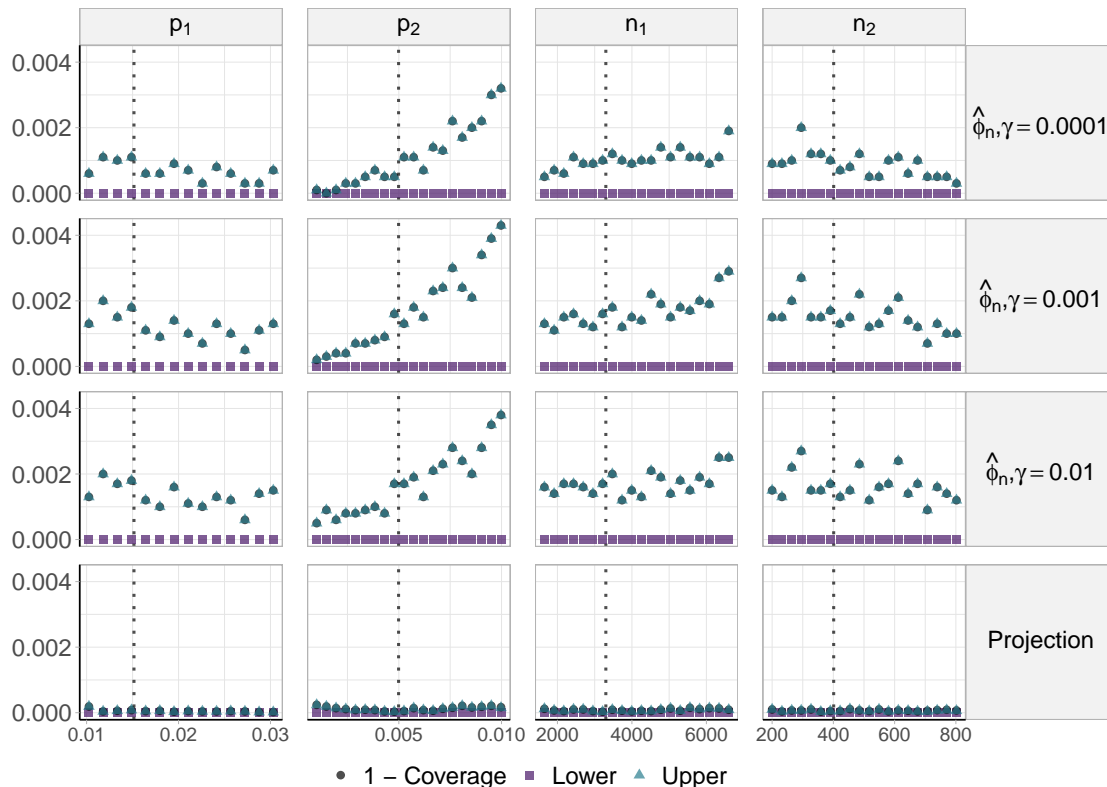 p₁ p₂ n₁ n₂
0.004
0.002
0.000
ϕ̂ₙ, γ = 0.0001
0.004
0.002
0.000
ϕ̂ₙ, γ = 0.001
0.004
0.002
0.000
ϕ̂ₙ, γ = 0.01
0.004
0.002
0.000
Projection
0.01 0.02 0.03 0.005 0.010 2000 4000 6000 200 400 600 800
1 − Coverage Lower Upper